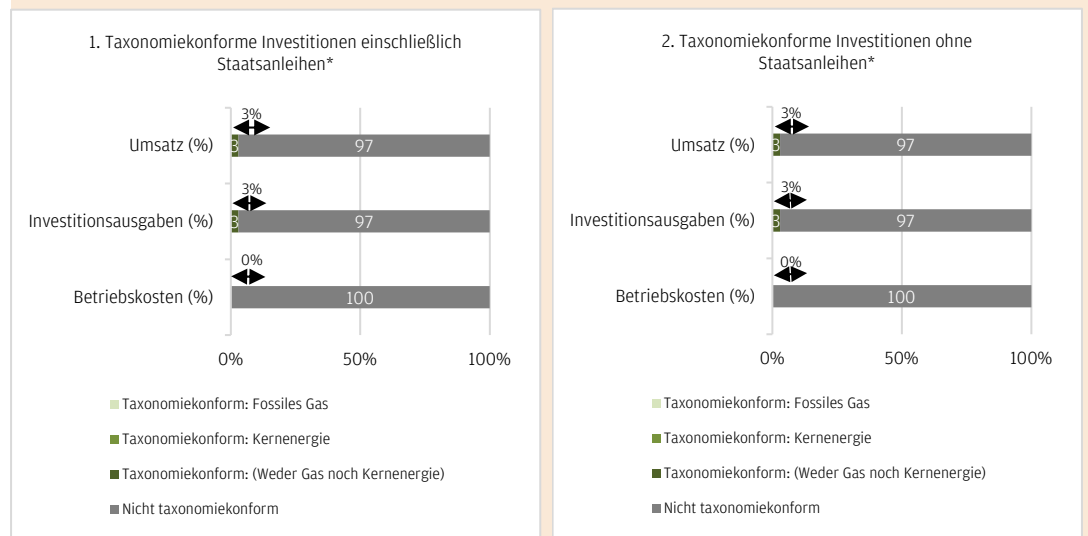 1. Taxonomiekonforme Investitionen einschließlich
Staatsanleihen*
3%
Umsatz (%)
3
97
3%
Investitionsausgaben (%)
3
97
0%
Betriebskosten (%)
100
0%
50%
100%
Taxonomiekonform: Fossiles Gas
Taxonomiekonform: Kernenergie
Taxonomiekonform: (Weder Gas noch Kernenergie)
Nicht taxonomiekonform
2. Taxonomiekonforme Investitionen ohne
Staatsanleihen*
3%
Umsatz (%)
3
97
3%
Investitionsausgaben (%)
3
97
0%
Betriebskosten (%)
100
0%
50%
100%
Taxonomiekonform: Fossiles Gas
Taxonomiekonform: Kernenergie
Taxonomiekonform: (Weder Gas noch Kernenergie)
Nicht taxonomiekonform